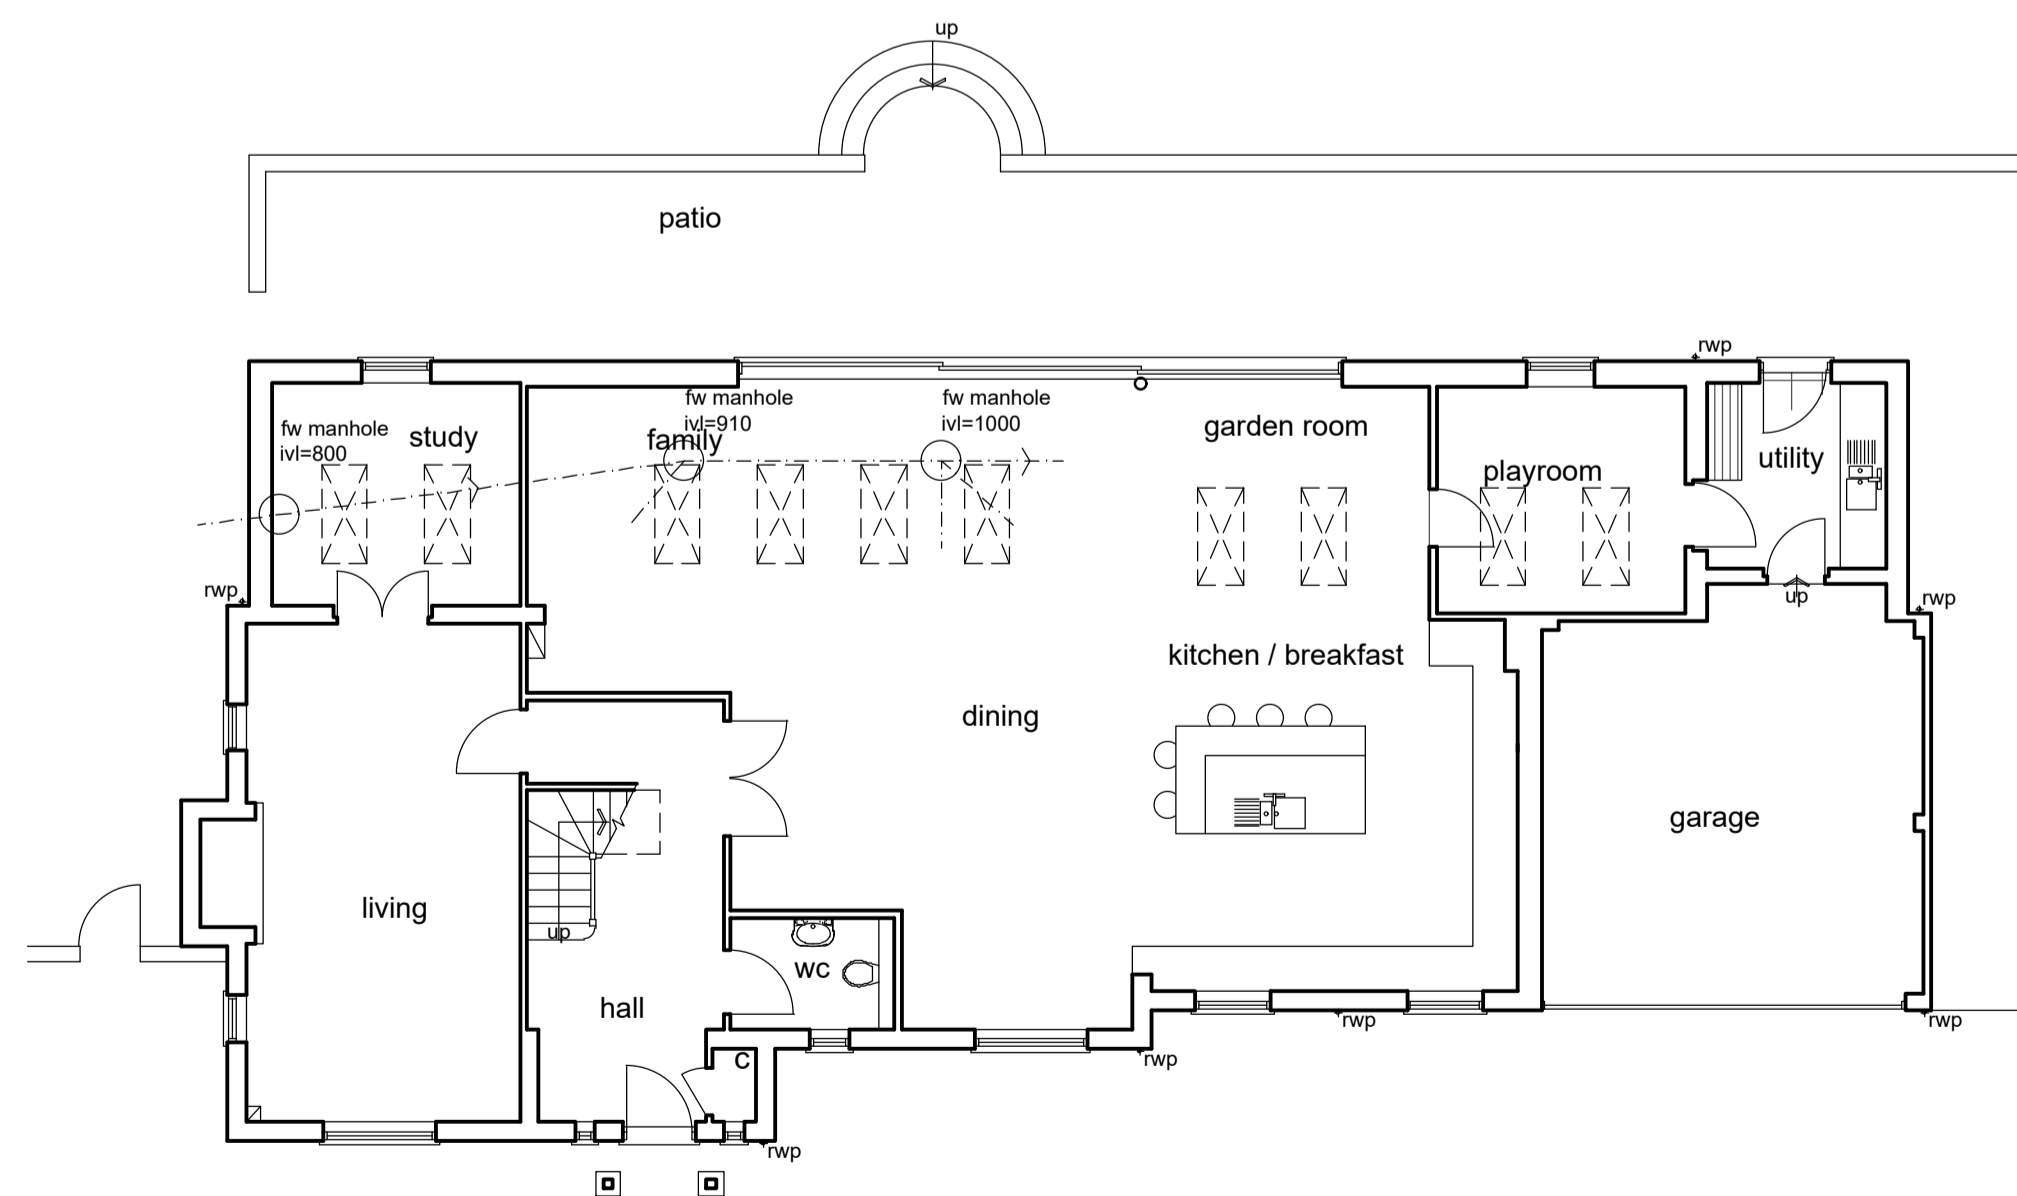 up
patio
rwp
fw manhole
ivl=910
fw manhole
ivl=1000
fw manhole
ivl=800
study
family
garden room
playroom
utility
rwp
up
rwp
kitchen / breakfast
dining
garage
living
up
wc
hall
c
rwp
rwp
rwp
rwp